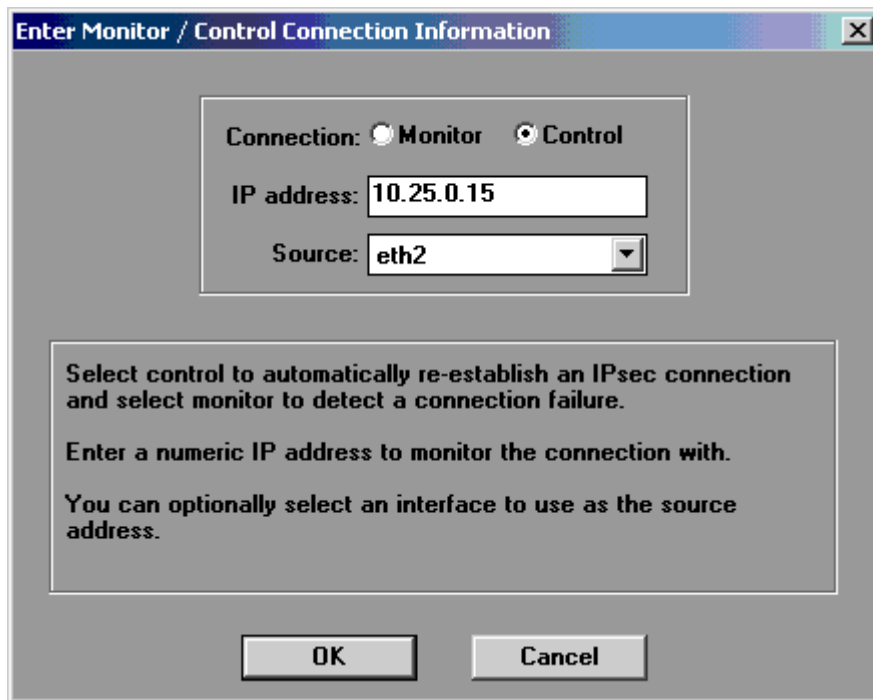 Enter Monitor / Control Connection Information
Connection: Monitor Control
IP address: 10.25.0.15
Source: eth2
Select control to automatically re-establish an IPsec connection
and select monitor to detect a connection failure.
Enter a numeric IP address to monitor the connection with.
You can optionally select an interface to use as the source
address.
OK Cancel